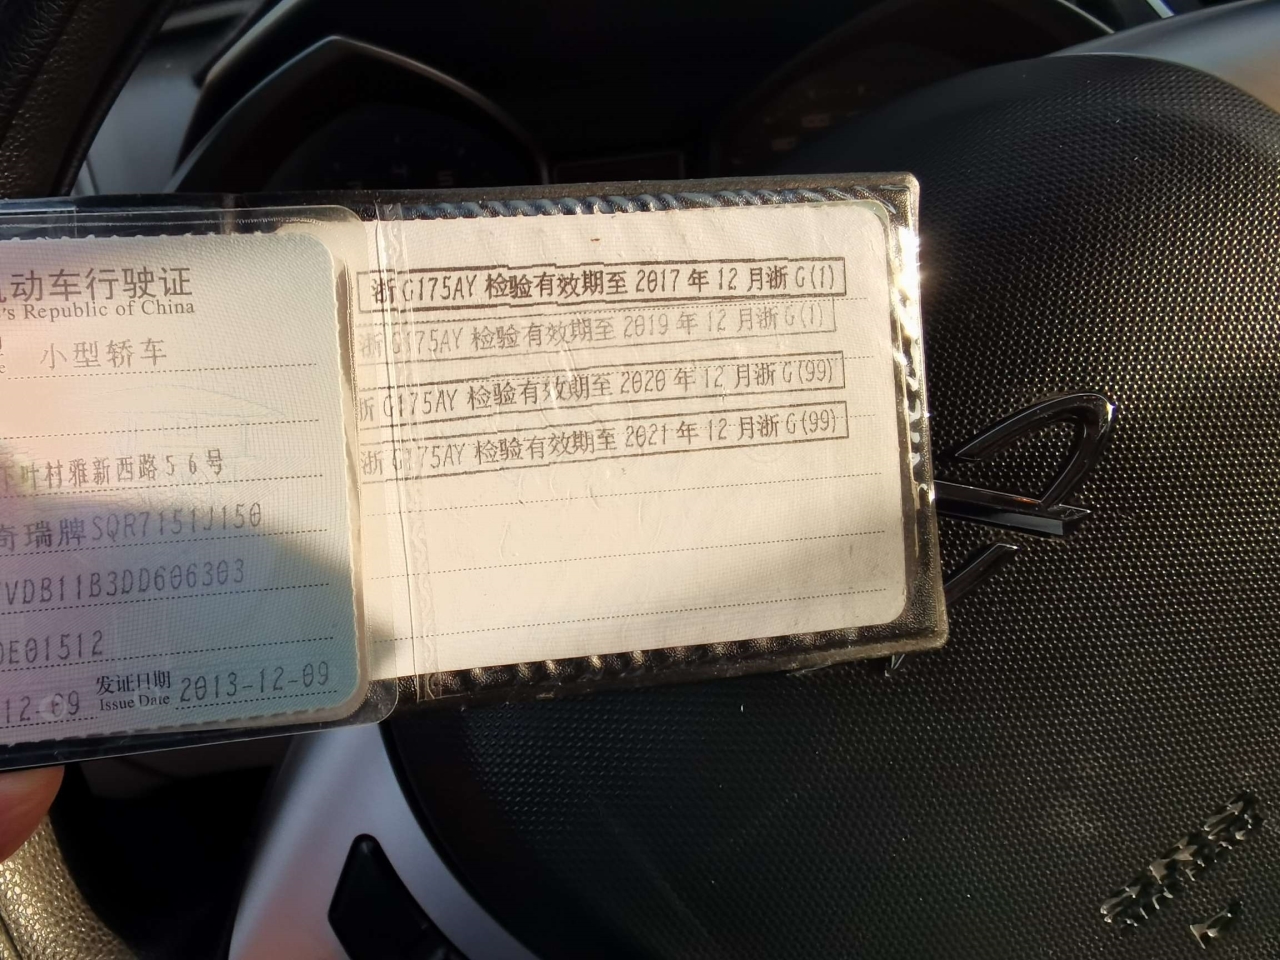 动车行驶证
's Republic of China
小型轿车
叶村雅新西路56号
奇瑞牌SQR7151J150
VDB11B3DD606303
DE01512
12-09 发证日期 Issue Date 2013-12-09
浙G175AY 检验有效期至 2017 年 12 月浙 G(1)
浙G175AY 检验有效期至 2019 年 12 月浙 G(1)
浙G175AY 检验有效期至 2020 年 12 月浙 G(99)
浙G175AY 检验有效期至 2021 年 12 月浙 G(99)